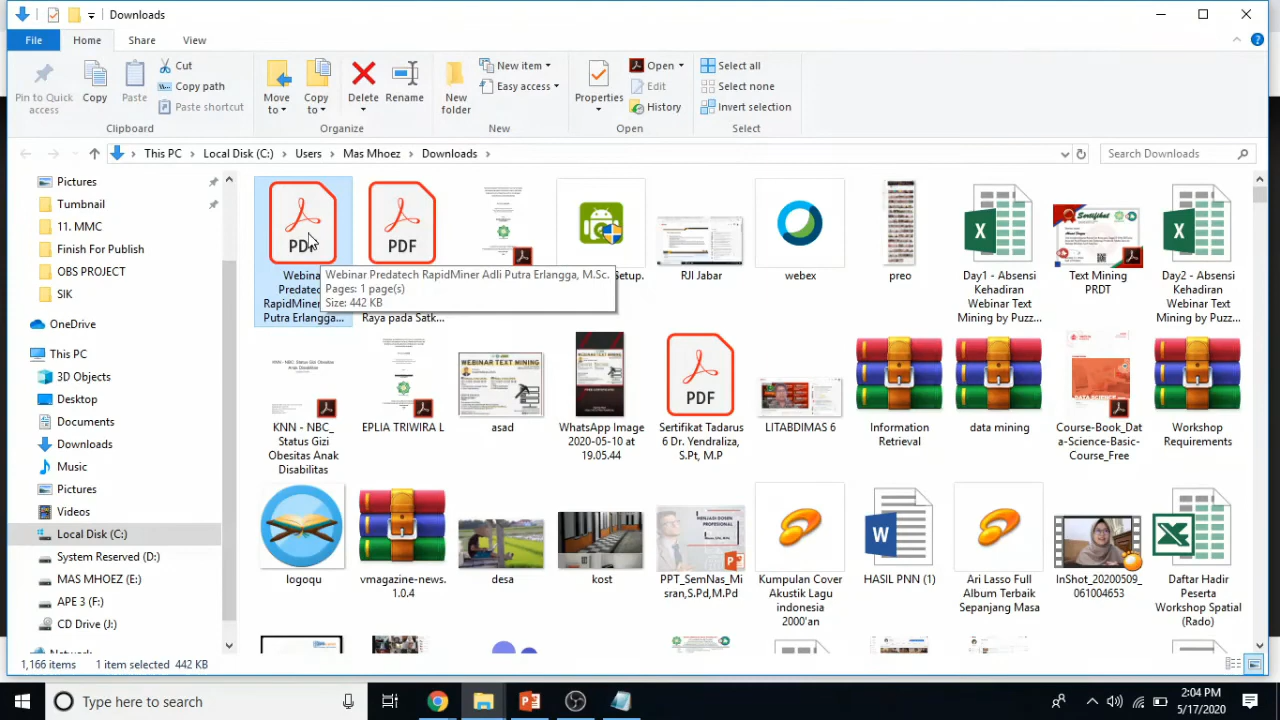 Downloads
File
Home
Share
View
Pin to Quick access
Copy
Paste
Cut
Copy path
Paste shortcut
Clipboard
Move to
Copy to
Delete
Rename
Organize
New folder
New item
Easy access
New
Properties
Open
Edit
History
Open
Select all
Select none
Invert selection
Select
This PC
Local Disk (C:)
Users
Mas Mhoez
Downloads
Search Downloads
Pictures
Tumbnail
11. MMC
Finish For Publish
OBS PROJECT
SIK
OneDrive
This PC
3D Objects
Desktop
Documents
Downloads
Music
Pictures
Videos
Local Disk (C:)
System Reserved (D:)
MAS MHOEZ (E:)
APE 3 (F:)
CD Drive (J:)
PDF
Webinar
Predatec
RapidMiner
Putra Erlangga...
PDF
Raya pada Satk...
Webinar Predatech RapidMiner Adli Putra Erlangga, M.Sc.
Pages: 1 page(s)
Size: 442 KB
Setup.
RJI Jabar
webex
preo
Day1 - Absensi
Kehadiran
Webinar Text
Mining by Puzz...
Sertifikat
Text Mining
PRDT
Day2 - Absensi
Kehadiran
Webinar Text
Mining by Puzz...
KNN - NBC_
Status Gizi
Obesitas Anak
Disabilitas
EPLIA TRIWIRA L
WEBINAR TEXT MINING
asad
WhatsApp Image
2020-05-10 at
19.05.44
PDF
Sertifikat Tadarus
6 Dr. Yendraliza,
S.Pt, M.P
LITABDIMAS 6
Information
Retrieval
data mining
Course-Book_Dat
a-Science-Basic-
Course_Free
Workshop
Requirements
logoqu
vmagazine-news.
1.0.4
desa
kost
PPT_SemNas_Mi
sran,S.Pd,M.Pd
Kumpulan Cover
Akustik Lagu
indonesia
2000'an
HASIL PNN (1)
Ari Lasso Full
Album Terbaik
Sepanjang Masa
InShot_20200509_
061004653
Daftar Hadir
Peserta
Workshop Spatial
(Rado)
1,166 items
1 item selected 442 KB
Type here to search
2:04 PM
5/17/2020